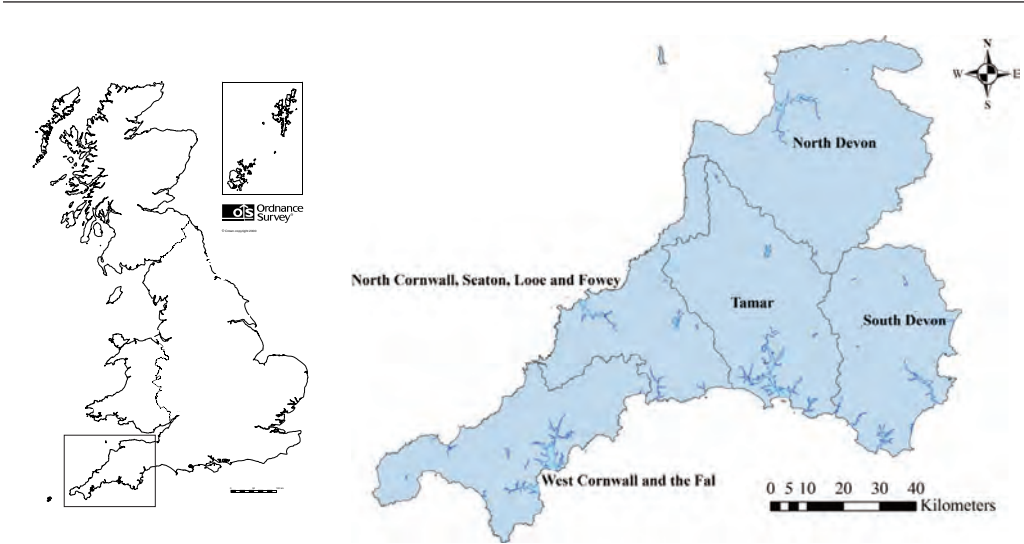 Ordnance
Survey®
N
W E
S
North Devon
North Cornwall, Seaton, Looe and Fowey
Tamar
South Devon
West Cornwall and the Fal
0 5 10 20 30 40
Kilometers